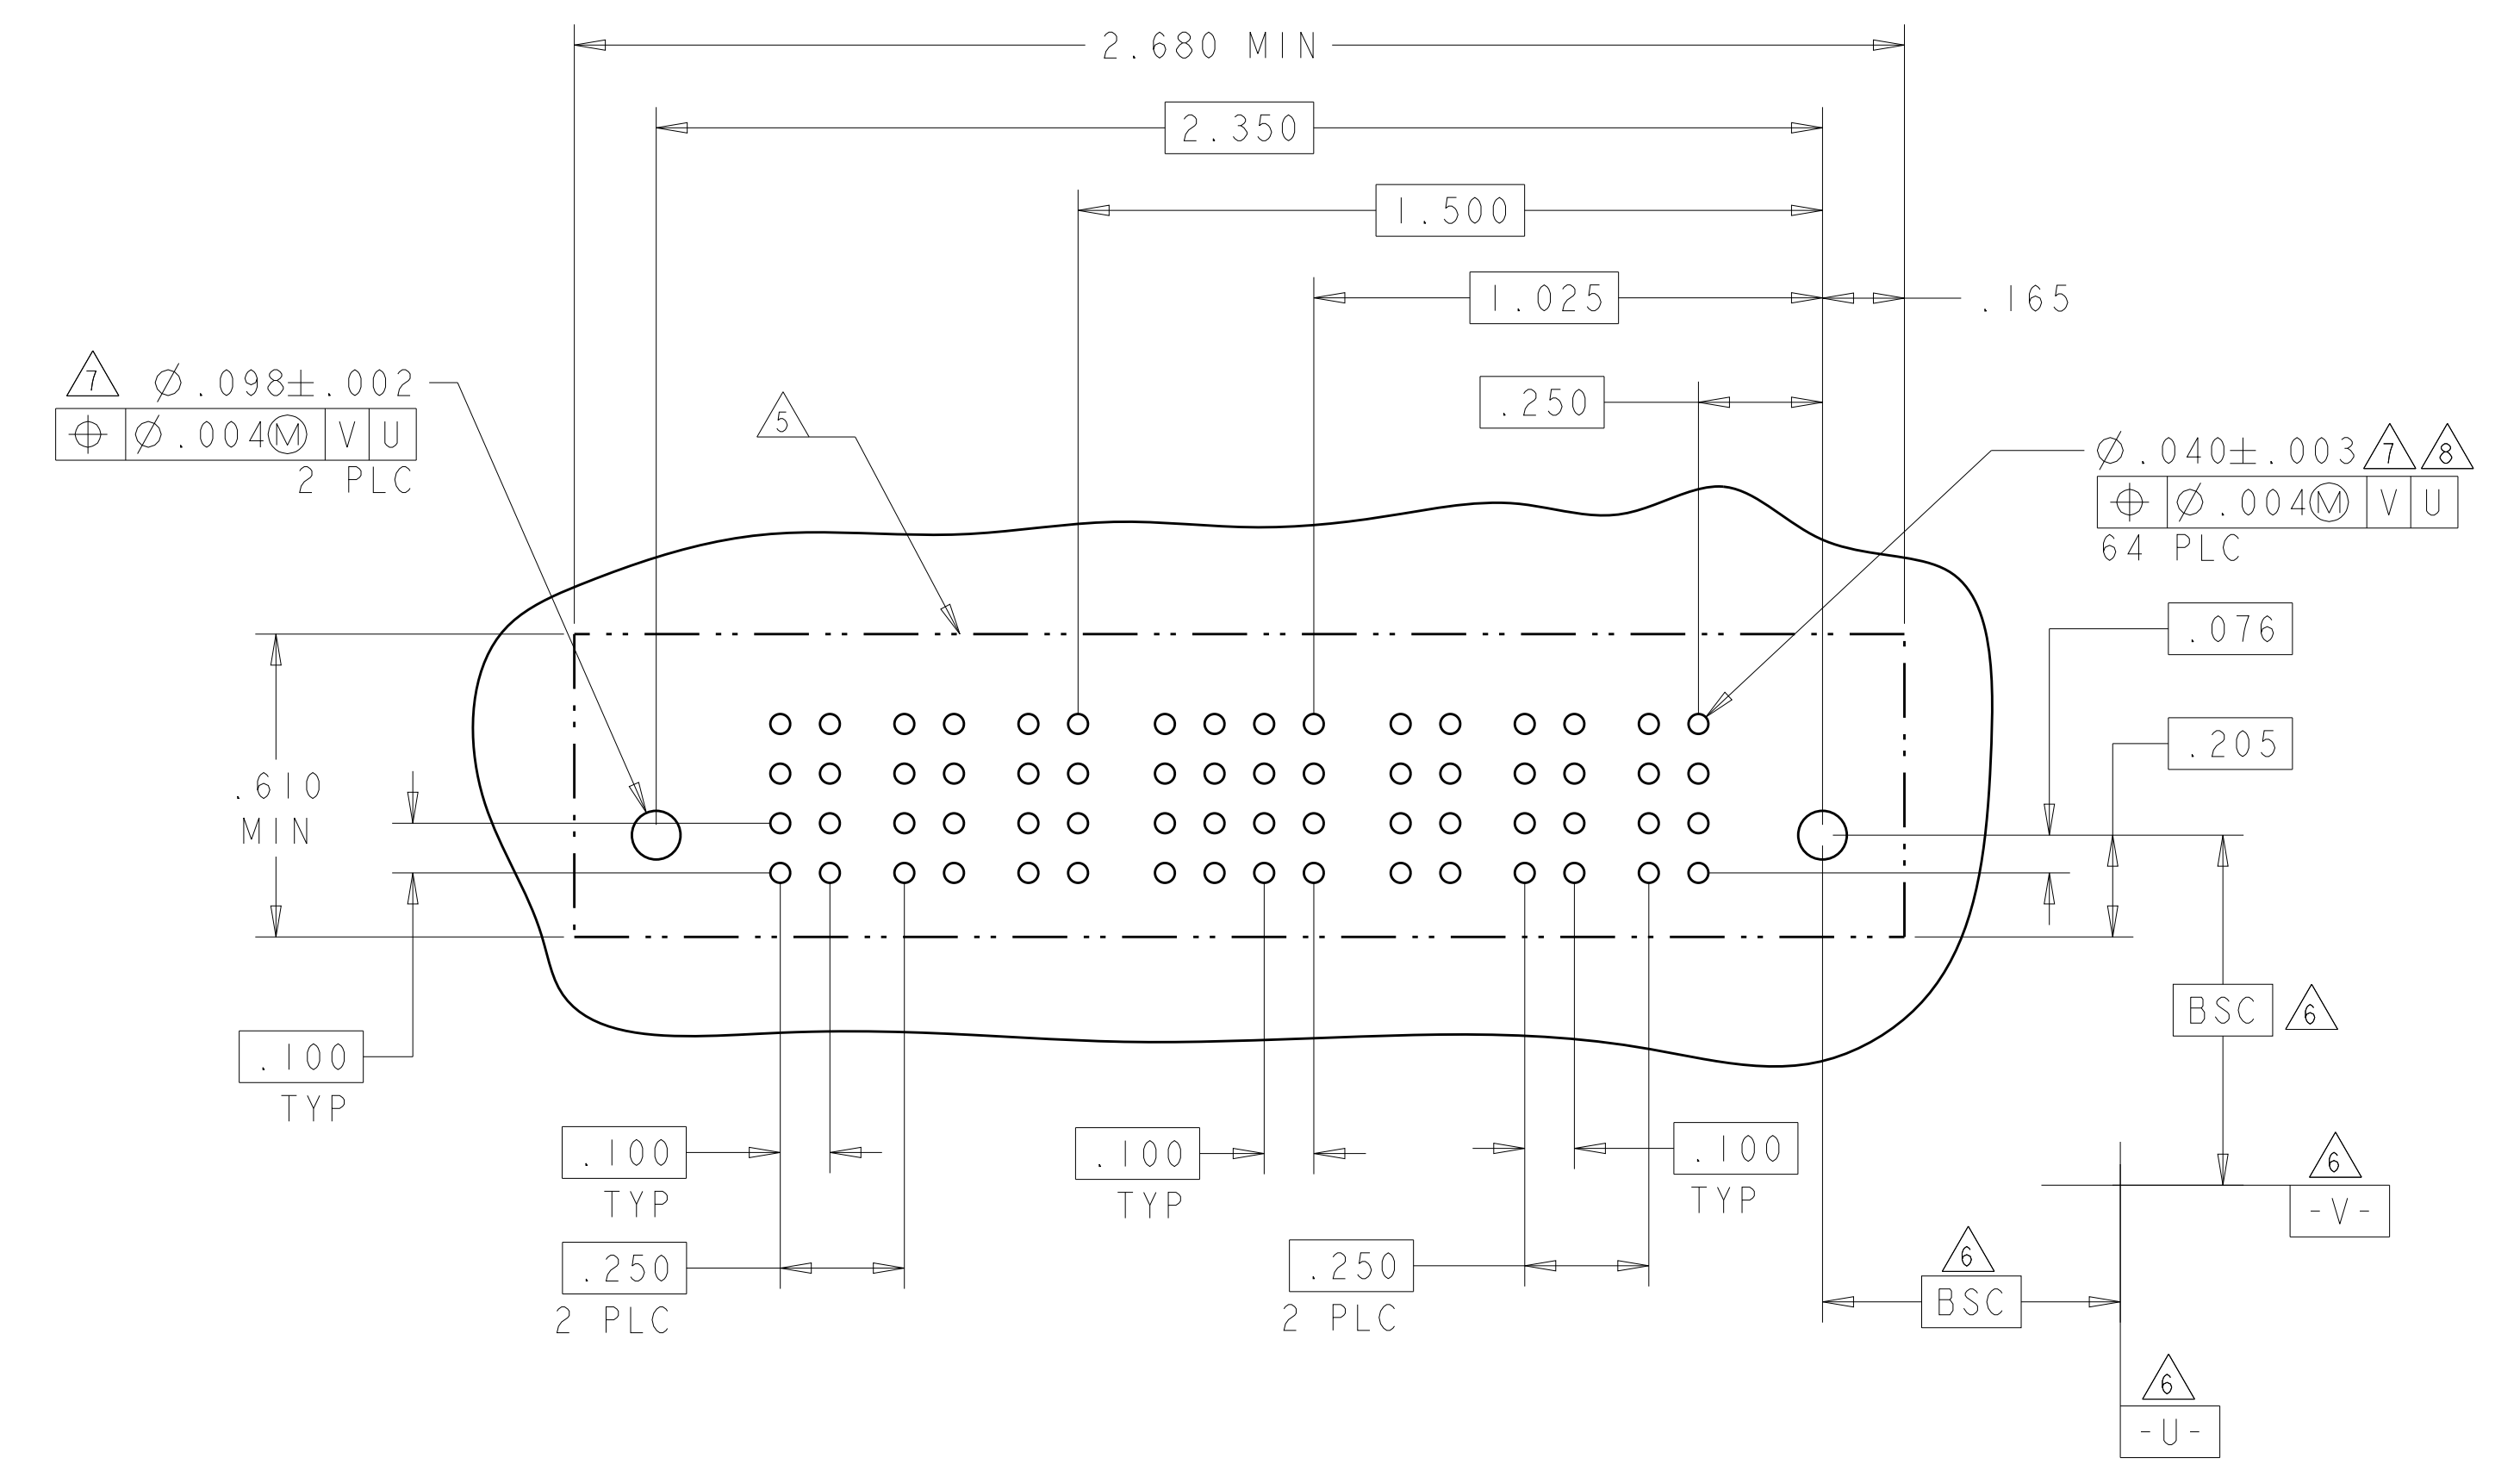 2.680 MIN
2.350
1.500
1.025
.165
.250
7 ⌀.098±.002
⌖ ⌀.004Ⓜ V U
2 PLC
5
⌀.040±.003 7 8
⌖ ⌀.004Ⓜ V U
64 PLC
.076
.205
.610
MIN
BSC 6
.100
TYP
.100
TYP
.100
TYP
.100
TYP
6
-V-
.250
2 PLC
.250
2 PLC
6
BSC
6
-U-